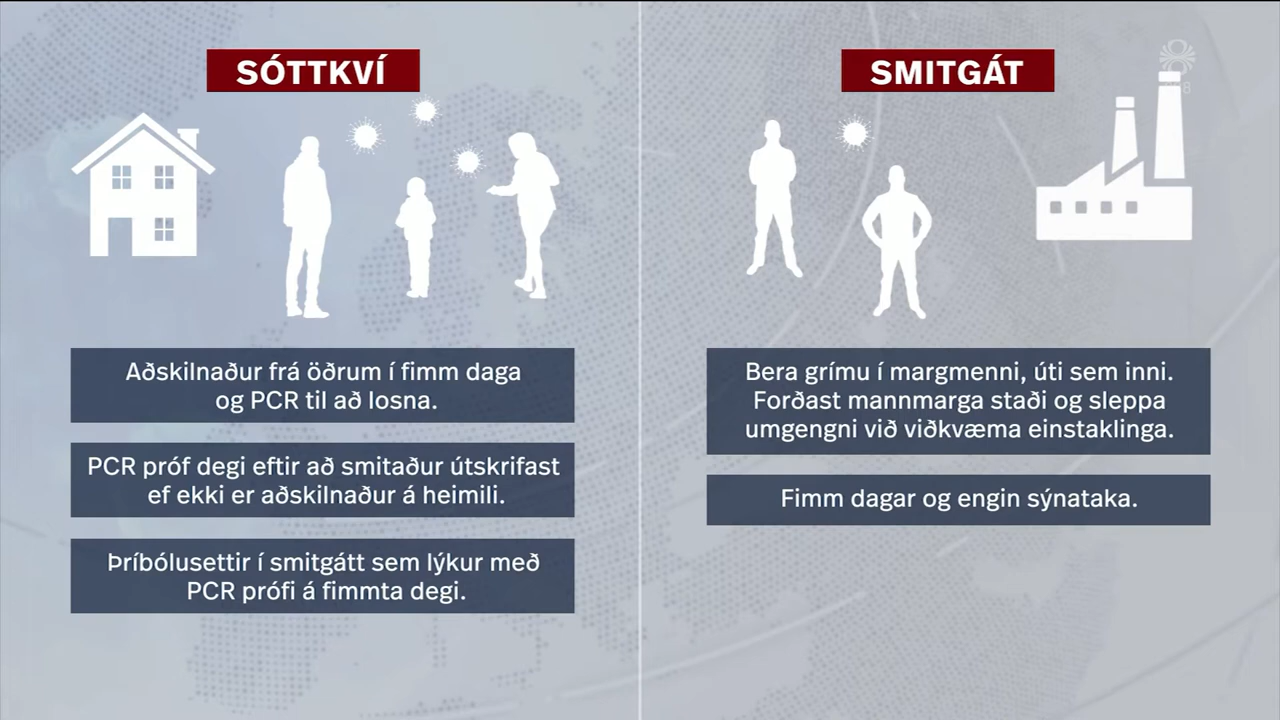 SÓTTKVÍ
Aðskilnaður frá öðrum í fimm daga
og PCR til að losna.
PCR próf degi eftir að smitaður útskrifast
ef ekki er aðskilnaður á heimili.
Þríbólusettir í smitgátt sem lýkur með
PCR prófi á fimmta degi.
SMITGÁT
Bera grímu í margmenni, úti sem inni.
Forðast mannmarga staði og sleppa
umgengni við viðkvæma einstaklinga.
Fimm dagar og engin sýnataka.